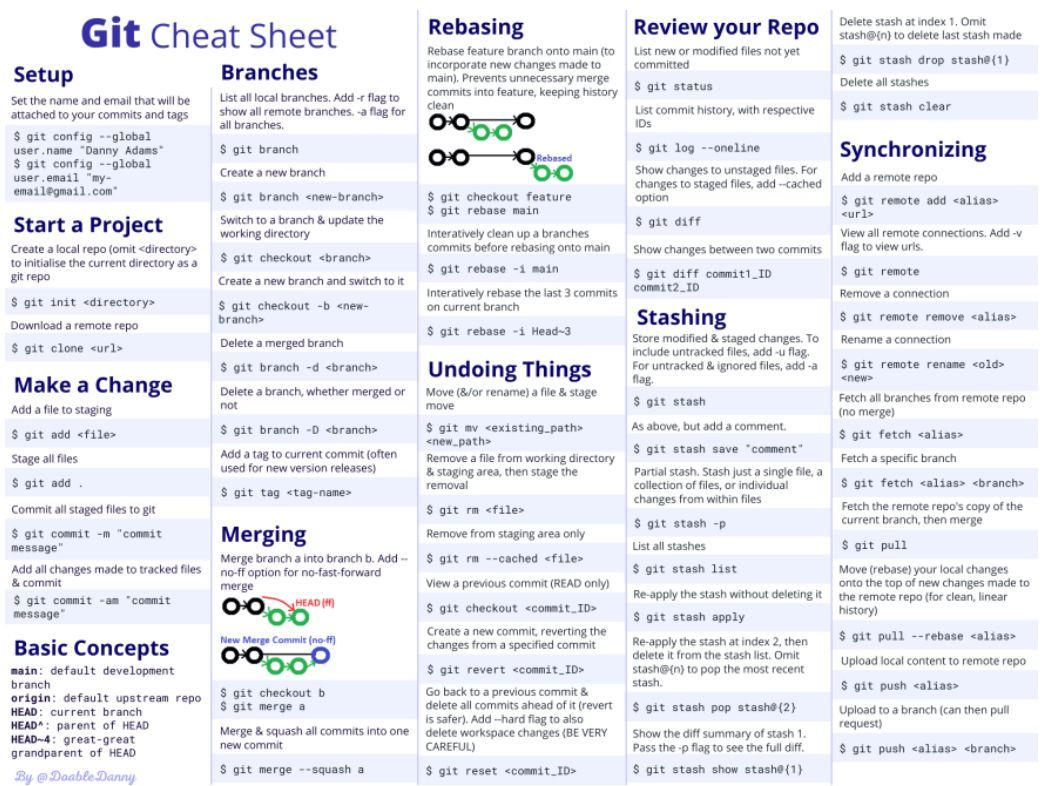 Git Cheat Sheet
Setup
Set the name and email that will be
attached to your commits and tags
$ git config --global
user.name "Danny Adams"
$ git config --global
user.email "my-
email@gmail.com"
Start a Project
Create a local repo (omit <directory>
to initialise the current directory as a
git repo
$ git init <directory>
Download a remote repo
$ git clone <url>
Make a Change
Add a file to staging
$ git add <file>
Stage all files
$ git add .
Commit all staged files to git
$ git commit -m "commit
message"
Add all changes made to tracked files
& commit
$ git commit -am "commit
message"
Basic Concepts
main: default development
branch
origin: default upstream repo
HEAD: current branch
HEAD^: parent of HEAD
HEAD~4: great-great
grandparent of HEAD
By @DoableDanny
Branches
List all local branches. Add -r flag to
show all remote branches. -a flag for
all branches.
$ git branch
Create a new branch
$ git branch <new-branch>
Switch to a branch & update the
working directory
$ git checkout <branch>
Create a new branch and switch to it
$ git checkout -b <new-
branch>
Delete a merged branch
$ git branch -d <branch>
Delete a branch, whether merged or
not
$ git branch -D <branch>
Add a tag to current commit (often
used for new version releases)
$ git tag <tag-name>
Merging
Merge branch a into branch b. Add --
no-ff option for no-fast-forward
merge
HEAD (ff)
New Merge Commit (no-ff)
$ git checkout b
$ git merge a
Merge & squash all commits into one
new commit
$ git merge --squash a
Rebasing
Rebase feature branch onto main (to
incorporate new changes made to
main). Prevents unnecessary merge
commits into feature, keeping history
clean
Rebased
$ git checkout feature
$ git rebase main
Interatively clean up a branches
commits before rebasing onto main
$ git rebase -i main
Interatively rebase the last 3 commits
on current branch
$ git rebase -i Head~3
Undoing Things
Move (&/or rename) a file & stage
move
$ git mv <existing_path>
<new_path>
Remove a file from working directory
& staging area, then stage the
removal
$ git rm <file>
Remove from staging area only
$ git rm --cached <file>
View a previous commit (READ only)
$ git checkout <commit_ID>
Create a new commit, reverting the
changes from a specified commit
$ git revert <commit_ID>
Go back to a previous commit &
delete all commits ahead of it (revert
is safer). Add --hard flag to also
delete workspace changes (BE VERY
CAREFUL)
$ git reset <commit_ID>
Review your Repo
List new or modified files not yet
committed
$ git status
List commit history, with respective
IDs
$ git log --oneline
Show changes to unstaged files. For
changes to staged files, add --cached
option
$ git diff
Show changes between two commits
$ git diff commit1_ID
commit2_ID
Stashing
Store modified & staged changes. To
include untracked files, add -u flag.
For untracked & ignored files, add -a
flag.
$ git stash
As above, but add a comment.
$ git stash save "comment"
Partial stash. Stash just a single file, a
collection of files, or individual
changes from within files
$ git stash -p
List all stashes
$ git stash list
Re-apply the stash without deleting it
$ git stash apply
Re-apply the stash at index 2, then
delete it from the stash list. Omit
stash@{n} to pop the most recent
stash.
$ git stash pop stash@{2}
Show the diff summary of stash 1.
Pass the -p flag to see the full diff.
$ git stash show stash@{1}
Delete stash at index 1. Omit
stash@{n} to delete last stash made
$ git stash drop stash@{1}
Delete all stashes
$ git stash clear
Synchronizing
Add a remote repo
$ git remote add <alias>
<url>
View all remote connections. Add -v
flag to view urls.
$ git remote
Remove a connection
$ git remote remove <alias>
Rename a connection
$ git remote rename <old>
<new>
Fetch all branches from remote repo
(no merge)
$ git fetch <alias>
Fetch a specific branch
$ git fetch <alias> <branch>
Fetch the remote repo's copy of the
current branch, then merge
$ git pull
Move (rebase) your local changes
onto the top of new changes made to
the remote repo (for clean, linear
history)
$ git pull --rebase <alias>
Upload local content to remote repo
$ git push <alias>
Upload to a branch (can then pull
request)
$ git push <alias> <branch>